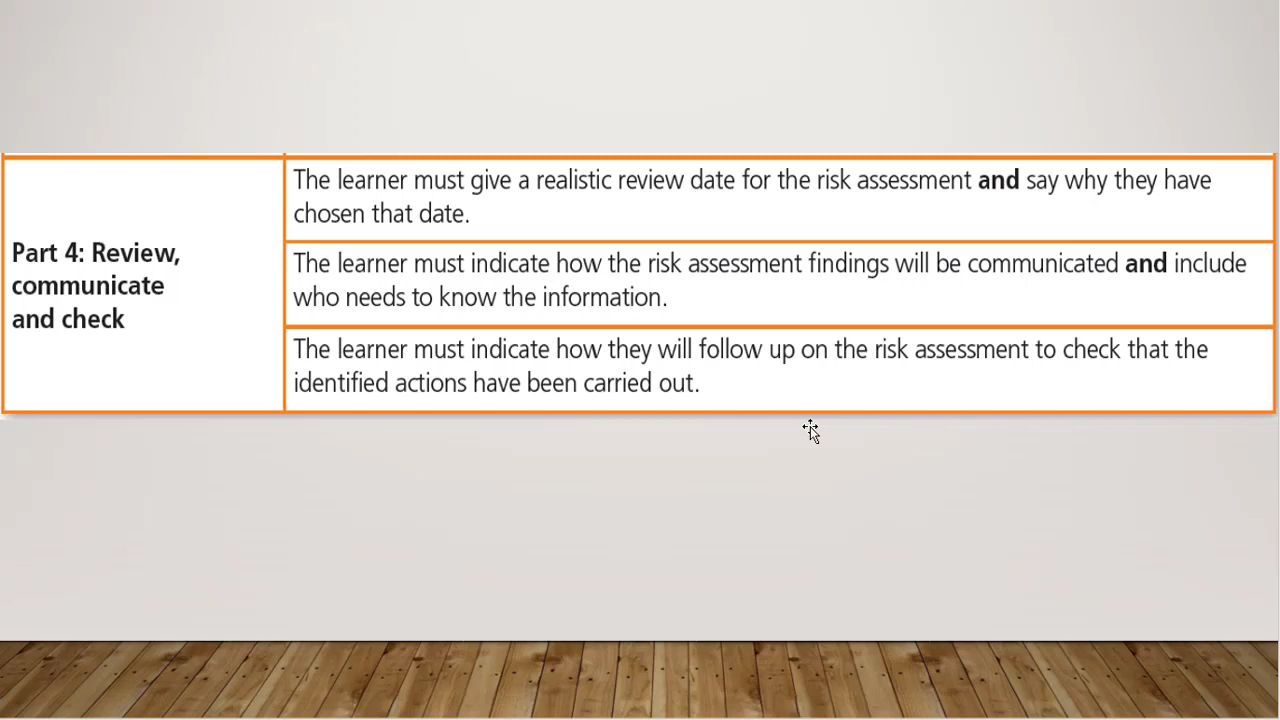 The learner must give a realistic review date for the risk assessment and say why they have
chosen that date.
Part 4: Review,
communicate
and check
The learner must indicate how the risk assessment findings will be communicated and include
who needs to know the information.
The learner must indicate how they will follow up on the risk assessment to check that the
identified actions have been carried out.